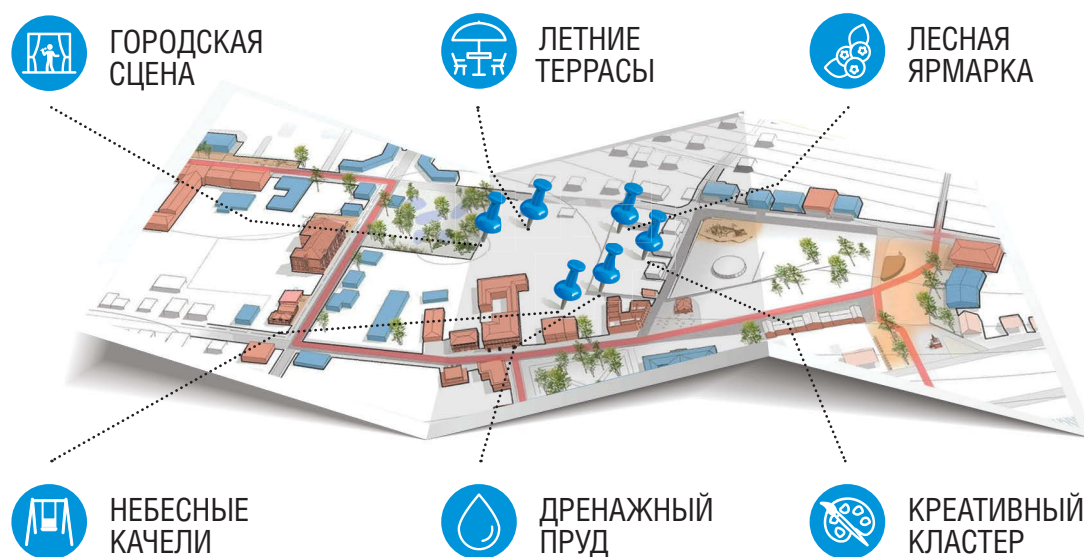 ГОРОДСКАЯ
СЦЕНА
ЛЕТНИЕ
ТЕРРАСЫ
ЛЕСНАЯ
ЯРМАРКА
НЕБЕСНЫЕ
КАЧЕЛИ
ДРЕНАЖНЫЙ
ПРУД
КРЕАТИВНЫЙ
КЛАСТЕР